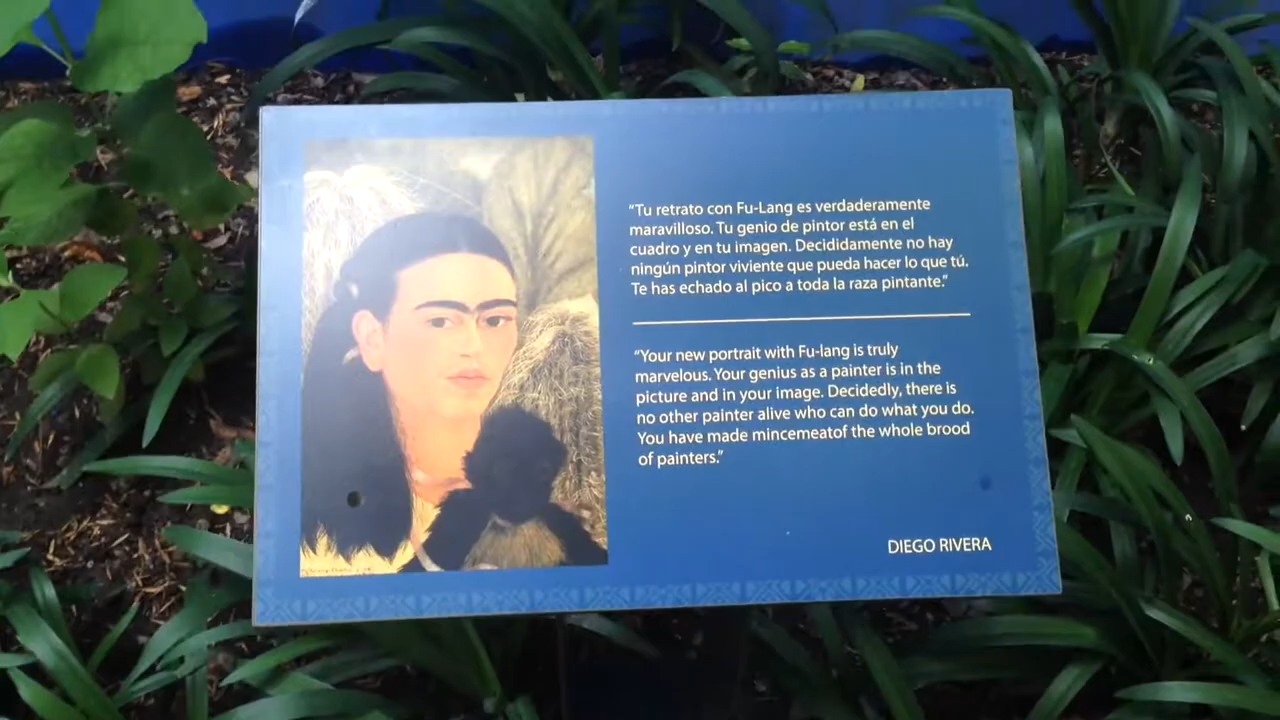 “Tu retrato con Fu-Lang es verdaderamente
maravilloso. Tu genio de pintor está en el
cuadro y en tu imagen. Decididamente no hay
ningún pintor viviente que pueda hacer lo que tú.
Te has echado al pico a toda la raza pintante.”
“Your new portrait with Fu-lang is truly
marvelous. Your genius as a painter is in the
picture and in your image. Decidedly, there is
no other painter alive who can do what you do.
You have made mincemeatof the whole brood
of painters.”
DIEGO RIVERA